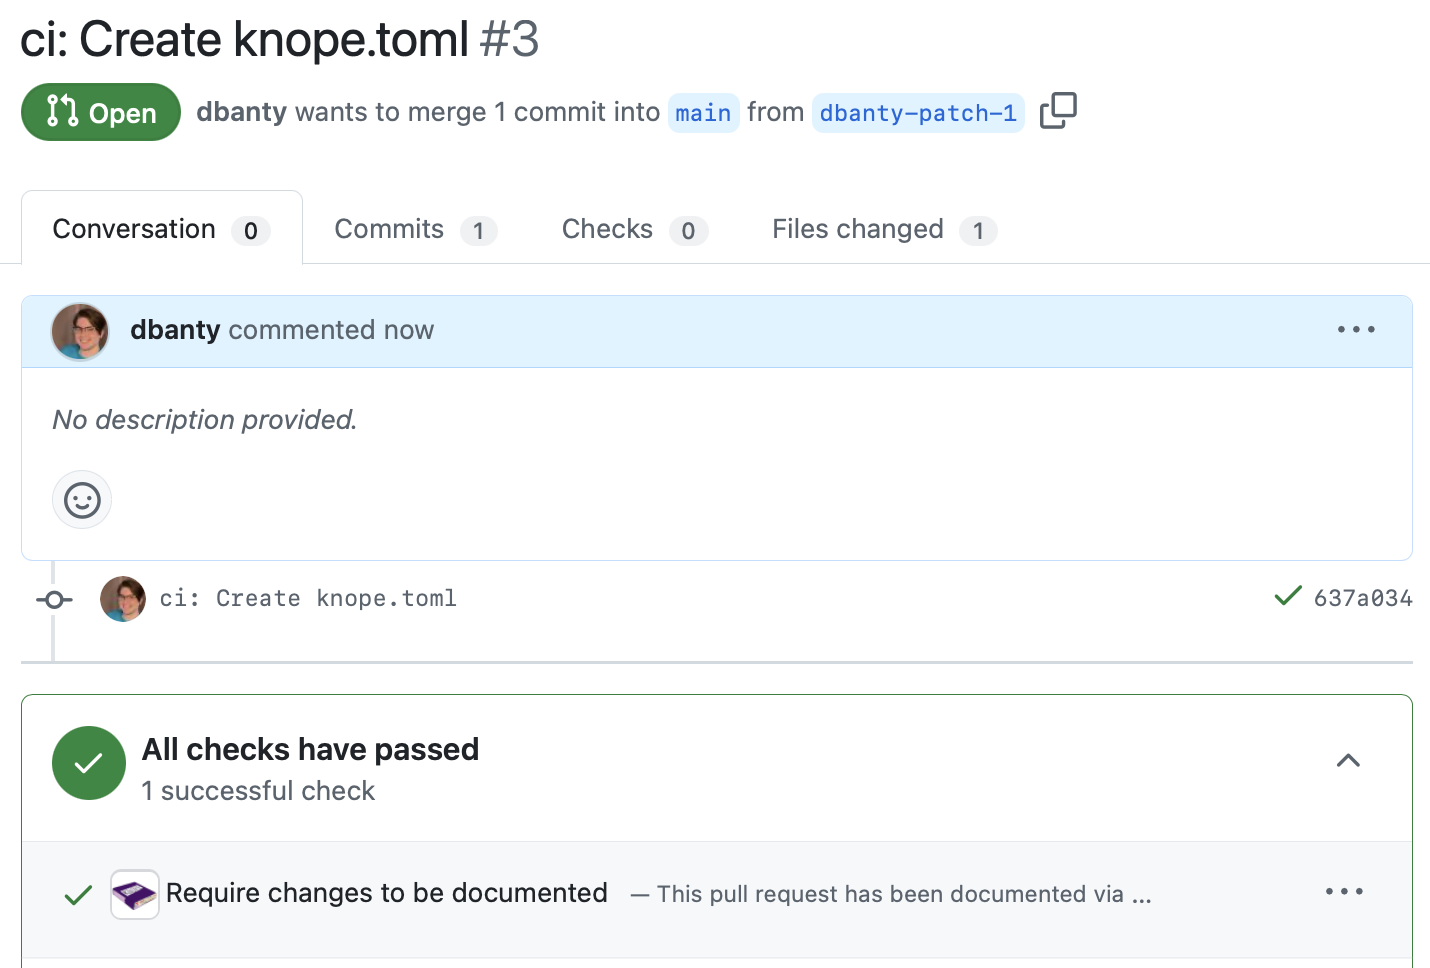 ci: Create knope.toml #3
Open dbanty wants to merge 1 commit into main from dbanty-patch-1
Conversation 0 Commits 1 Checks 0 Files changed 1
dbanty commented now
No description provided.
ci: Create knope.toml 637a034
All checks have passed
1 successful check
Require changes to be documented — This pull request has been documented via ...